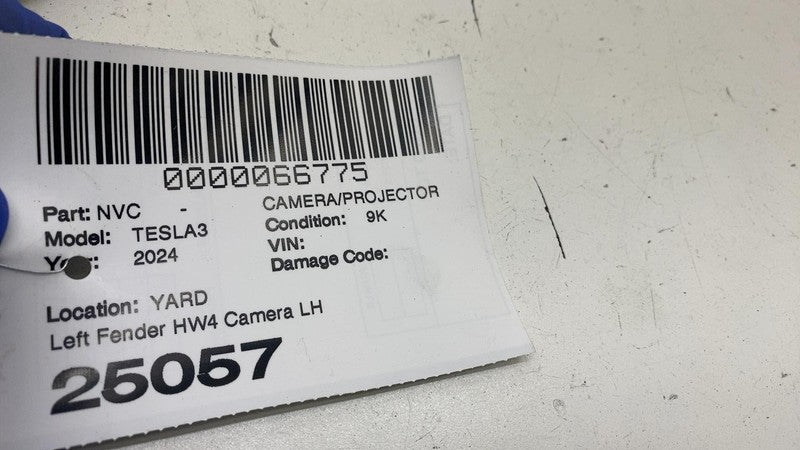 0000066775
Part: NVC - CAMERA/PROJECTOR
Model: TESLA3 Condition: 9K
2024 VIN:
Damage Code:
Location: YARD
Left Fender HW4 Camera LH
25057